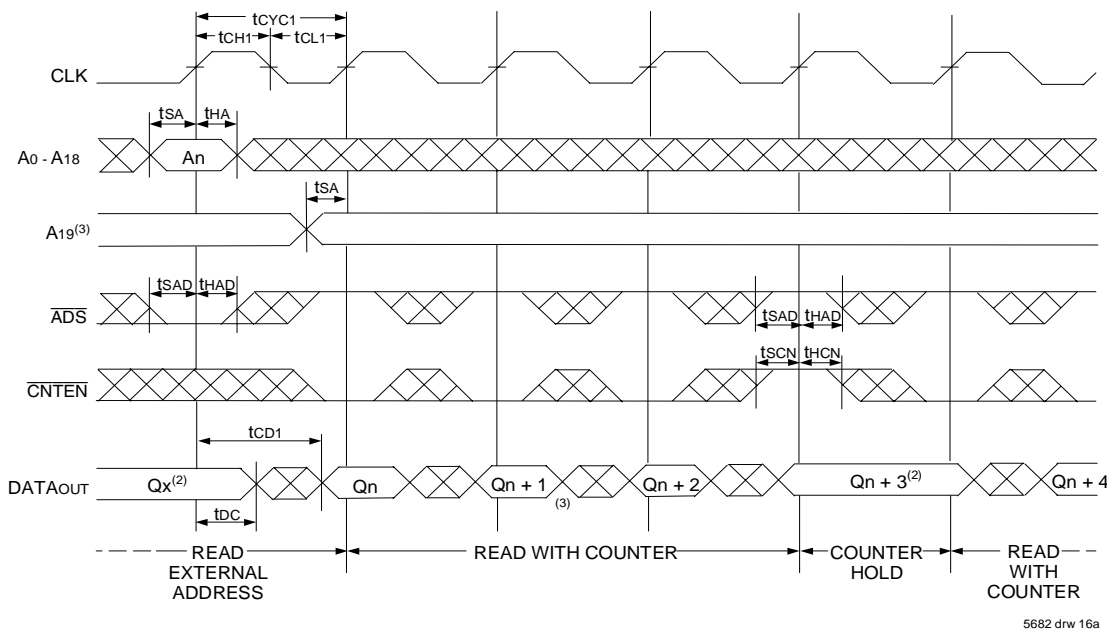 tCYC1
tCH1 tCL1
CLK
tSA tHA
A0 - A18 An
tSA
A19(3)
tSAD tHAD
ADS
tSAD tHAD
tSCN tHCN
CNTEN
tCD1
DATAOUT Qx(2) Qn Qn + 1 Qn + 2 Qn + 3(2) Qn + 4
(3)
tDC
READ EXTERNAL ADDRESS
READ WITH COUNTER
COUNTER HOLD
READ WITH COUNTER
5682 drw 16a